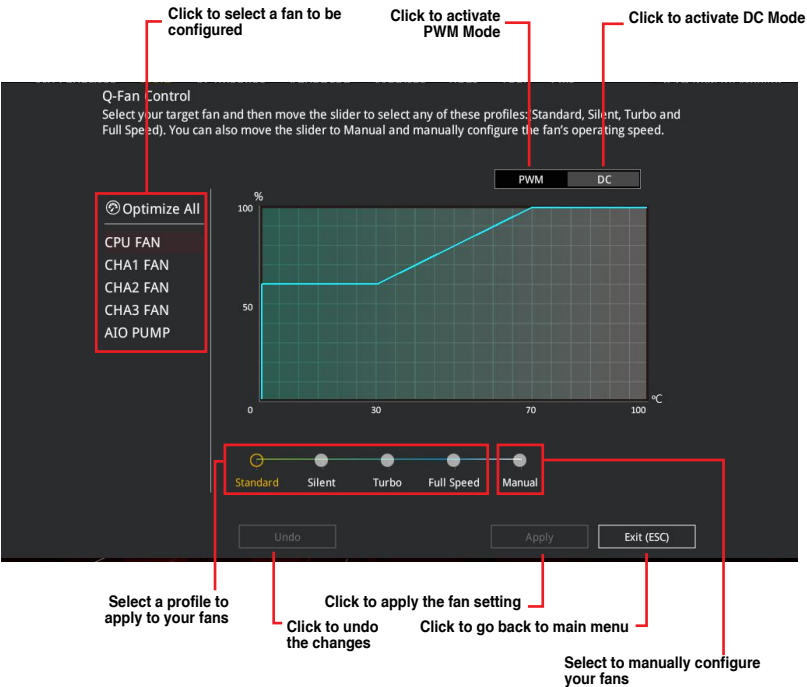 Click to select a fan to be
configured
Click to activate
PWM Mode
Click to activate DC Mode
Q-Fan Control
Select your target fan and then move the slider to select any of these profiles:(Standard, Silent, Turbo and
Full Speed). You can also move the slider to Manual and manually configure the fan's operating speed.
PWM
DC
Optimize All
CPU FAN
CHA1 FAN
CHA2 FAN
CHA3 FAN
AIO PUMP
%
100
50
0
30
70
100
ºC
Standard
Silent
Turbo
Full Speed
Manual
Undo
Apply
Exit (ESC)
Select a profile to
apply to your fans
Click to undo
the changes
Click to apply the fan setting
Click to go back to main menu
Select to manually configure
your fans